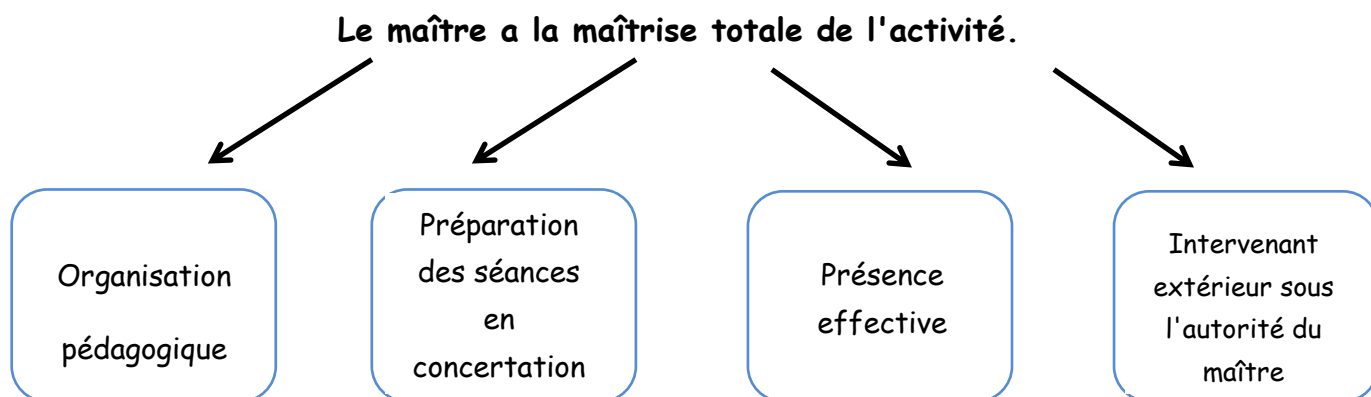 Le maître a la maîtrise totale de l'activité.
Organisation
pédagogique
Préparation
des séances
en
concertation
Présence
effective
Intervenant
extérieur sous
l'autorité du
maître